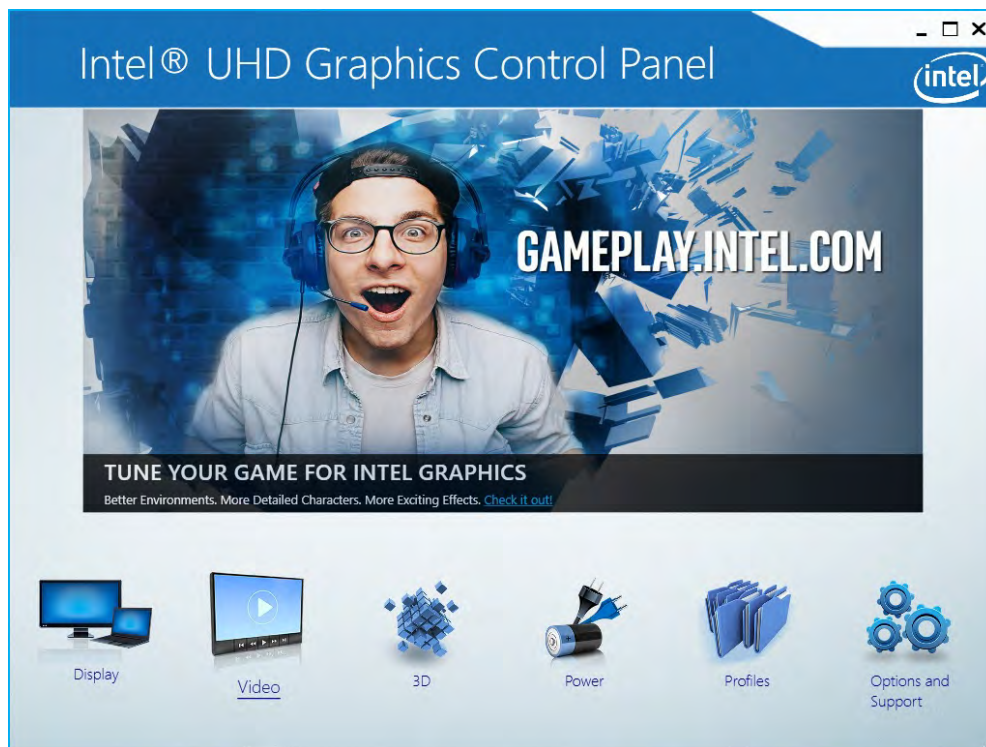 Intel® UHD Graphics Control Panel
intel
GAMEPLAY.INTEL.COM
TUNE YOUR GAME FOR INTEL GRAPHICS
Better Environments. More Detailed Characters. More Exciting Effects. Check it out!
Display
Video
3D
Power
Profiles
Options and
Support